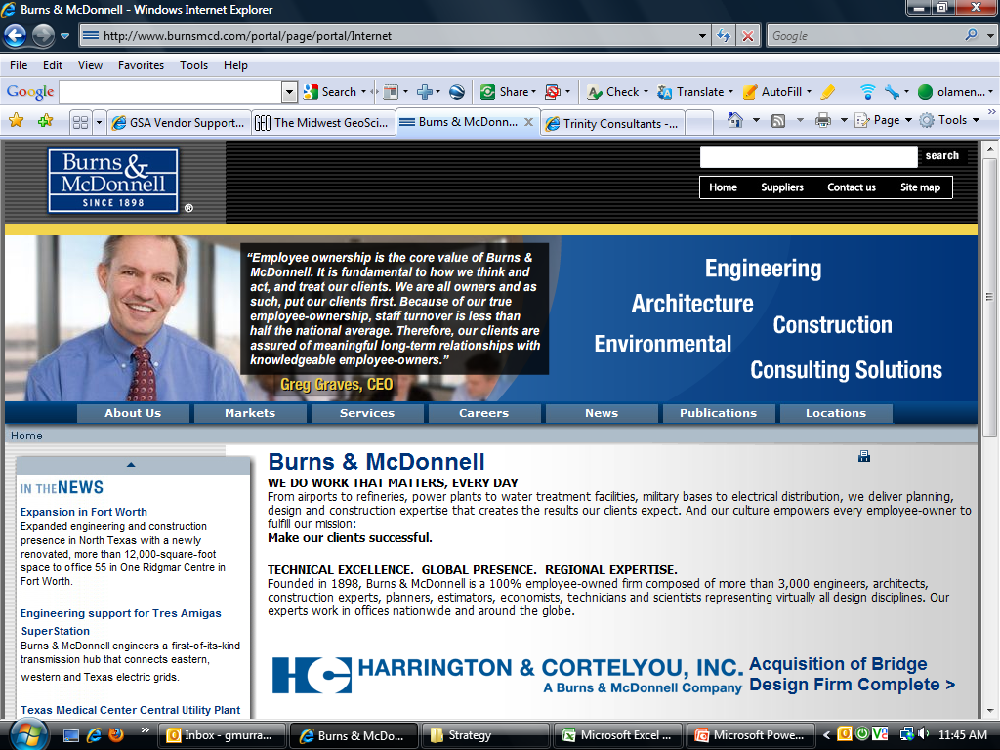 Burns & McDonnell - Windows Internet Explorer
http://www.burnsmcd.com/portal/page/portal/Internet
Google
File Edit View Favorites Tools Help
Google Search Share Check Translate AutoFill olamen...
GSA Vendor Support... The Midwest GeoSci... Burns & McDonn... Trinity Consultants -... Page Tools
Burns &
McDonnell
SINCE 1898
®
search
Home Suppliers Contact us Site map
“Employee ownership is the core value of Burns &
McDonnell. It is fundamental to how we think and
act, and treat our clients. We are all owners and as
such, put our clients first. Because of our true
employee-ownership, staff turnover is less than
half the national average. Therefore, our clients are
assured of meaningful long-term relationships with
knowledgeable employee-owners.”
Greg Graves, CEO
Engineering
Architecture
Construction
Environmental
Consulting Solutions
About Us Markets Services Careers News Publications Locations
Home
IN THE NEWS
Expansion in Fort Worth
Expanded engineering and construction
presence in North Texas with a newly
renovated, more than 12,000-square-foot
space to office 55 in One Ridgmar Centre in
Fort Worth.
Engineering support for Tres Amigas
SuperStation
Burns & McDonnell engineers a first-of-its-kind
transmission hub that connects eastern,
western and Texas electric grids.
Texas Medical Center Central Utility Plant
Burns & McDonnell
WE DO WORK THAT MATTERS, EVERY DAY
From airports to refineries, power plants to water treatment facilities, military bases to electrical distribution, we deliver planning,
design and construction expertise that creates the results our clients expect. And our culture empowers every employee-owner to
fulfill our mission:
Make our clients successful.
TECHNICAL EXCELLENCE. GLOBAL PRESENCE. REGIONAL EXPERTISE.
Founded in 1898, Burns & McDonnell is a 100% employee-owned firm composed of more than 3,000 engineers, architects,
construction experts, planners, estimators, economists, technicians and scientists representing virtually all design disciplines. Our
experts work in offices nationwide and around the globe.
HC HARRINGTON & CORTELYOU, INC.
A Burns & McDonnell Company
Acquisition of Bridge
Design Firm Complete >
Inbox - gmurra... Burns & McDo... Strategy Microsoft Excel ... Microsoft Powe... 11:45 AM